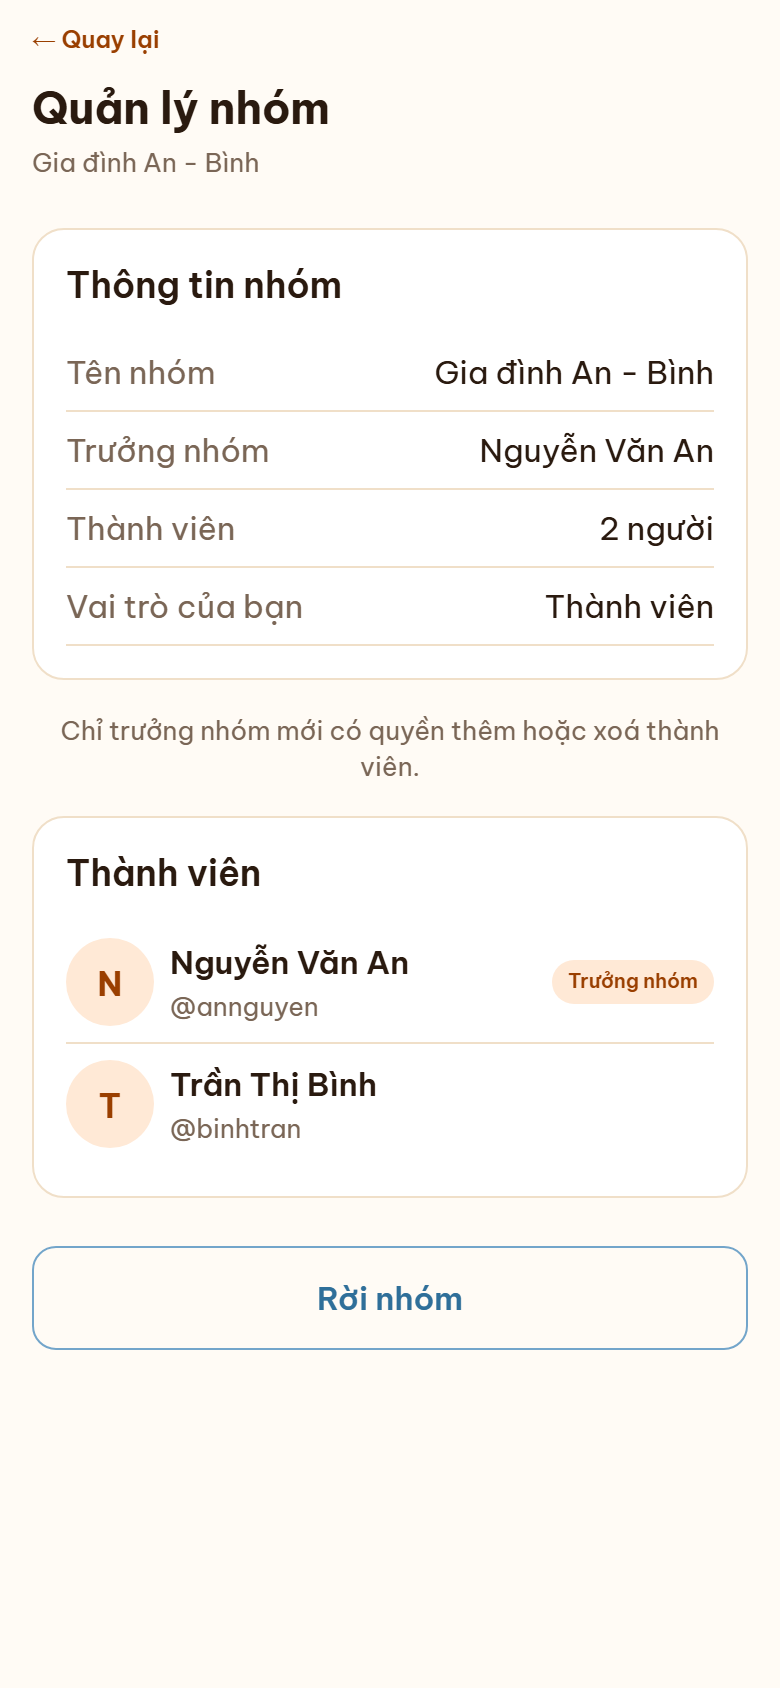 ← Quay lại
Quản lý nhóm
Gia đình An - Bình
Thông tin nhóm
Tên nhóm Gia đình An - Bình
Trưởng nhóm Nguyễn Văn An
Thành viên 2 người
Vai trò của bạn Thành viên
Chỉ trưởng nhóm mới có quyền thêm hoặc xoá thành
viên.
Thành viên
N
Nguyễn Văn An
@annguyen
Trưởng nhóm
T
Trần Thị Bình
@binhtran
Rời nhóm